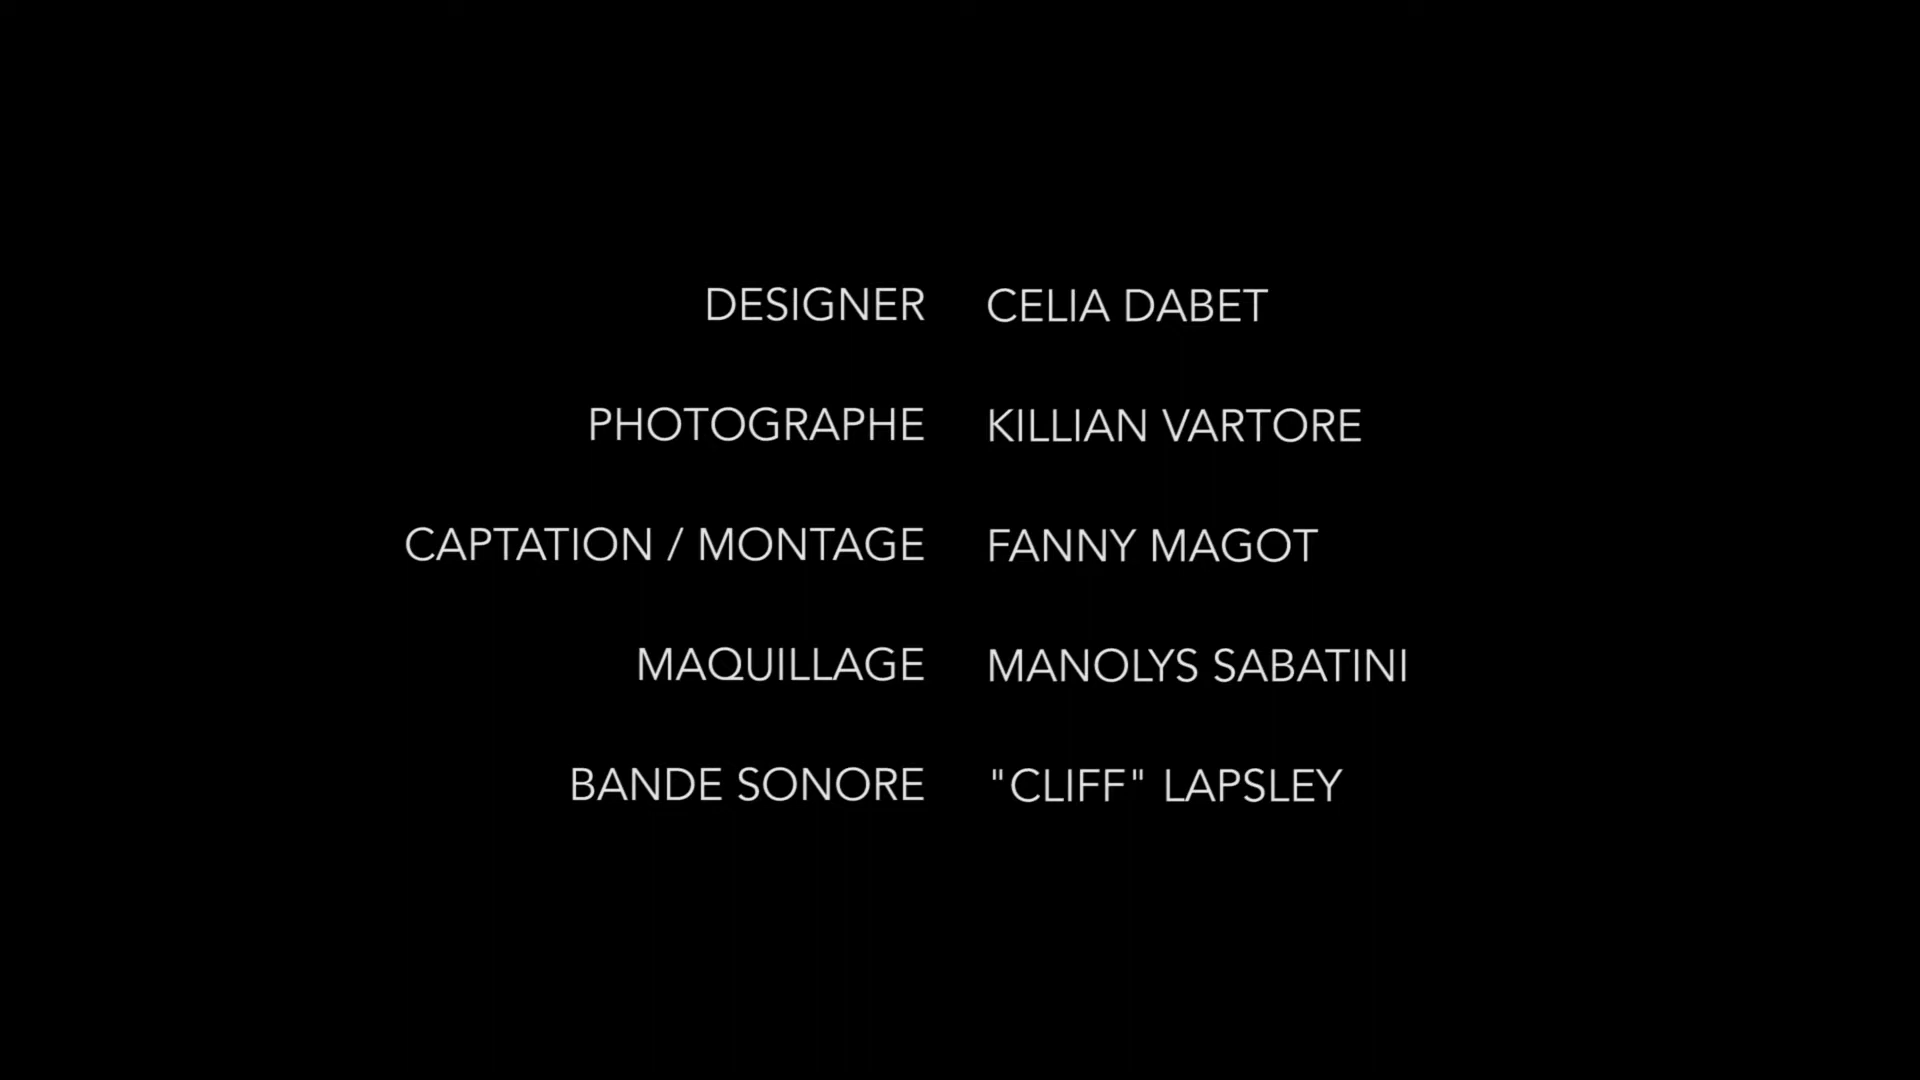 DESIGNER CELIA DABET
PHOTOGRAPHE KILLIAN VARTORE
CAPTATION / MONTAGE FANNY MAGOT
MAQUILLAGE MANOLYS SABATINI
BANDE SONORE "CLIFF" LAPSLEY